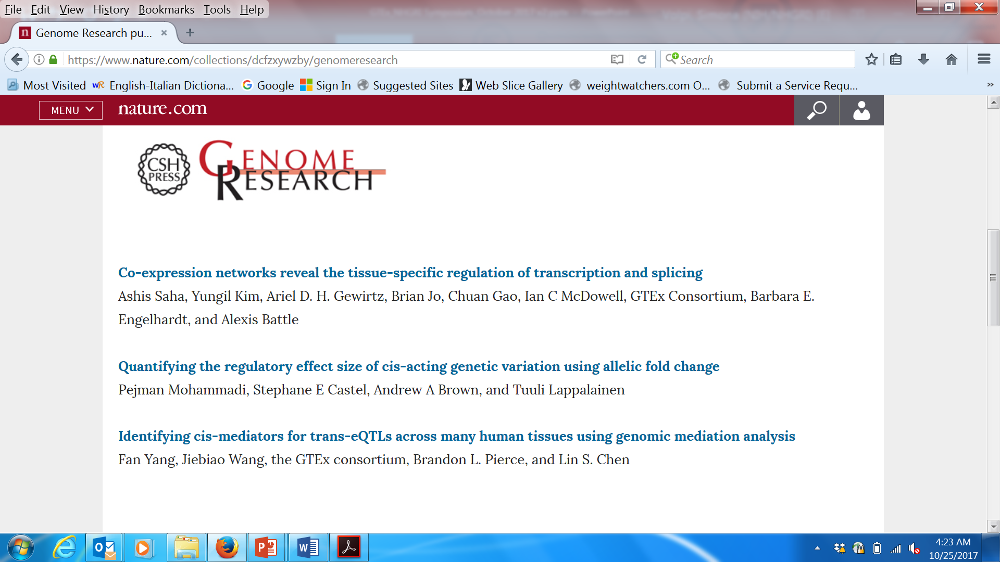 File Edit View History Bookmarks Tools Help
n Genome Research pu...
https://www.nature.com/collections/dcfzxywzby/genomeresearch
Search
Most Visited
wR English-Italian Dictiona...
G Google
Sign In
Suggested Sites
Web Slice Gallery
weightwatchers.com O...
Submit a Service Requ...
MENU
nature.com
CSH
PRESS
GENOME
RESEARCH
Co-expression networks reveal the tissue-specific regulation of transcription and splicing
Ashis Saha, Yungil Kim, Ariel D. H. Gewirtz, Brian Jo, Chuan Gao, Ian C McDowell, GTEx Consortium, Barbara E.
Engelhardt, and Alexis Battle
Quantifying the regulatory effect size of cis-acting genetic variation using allelic fold change
Pejman Mohammadi, Stephane E Castel, Andrew A Brown, and Tuuli Lappalainen
Identifying cis-mediators for trans-eQTLs across many human tissues using genomic mediation analysis
Fan Yang, Jiebiao Wang, the GTEx consortium, Brandon L. Pierce, and Lin S. Chen
4:23 AM
10/25/2017